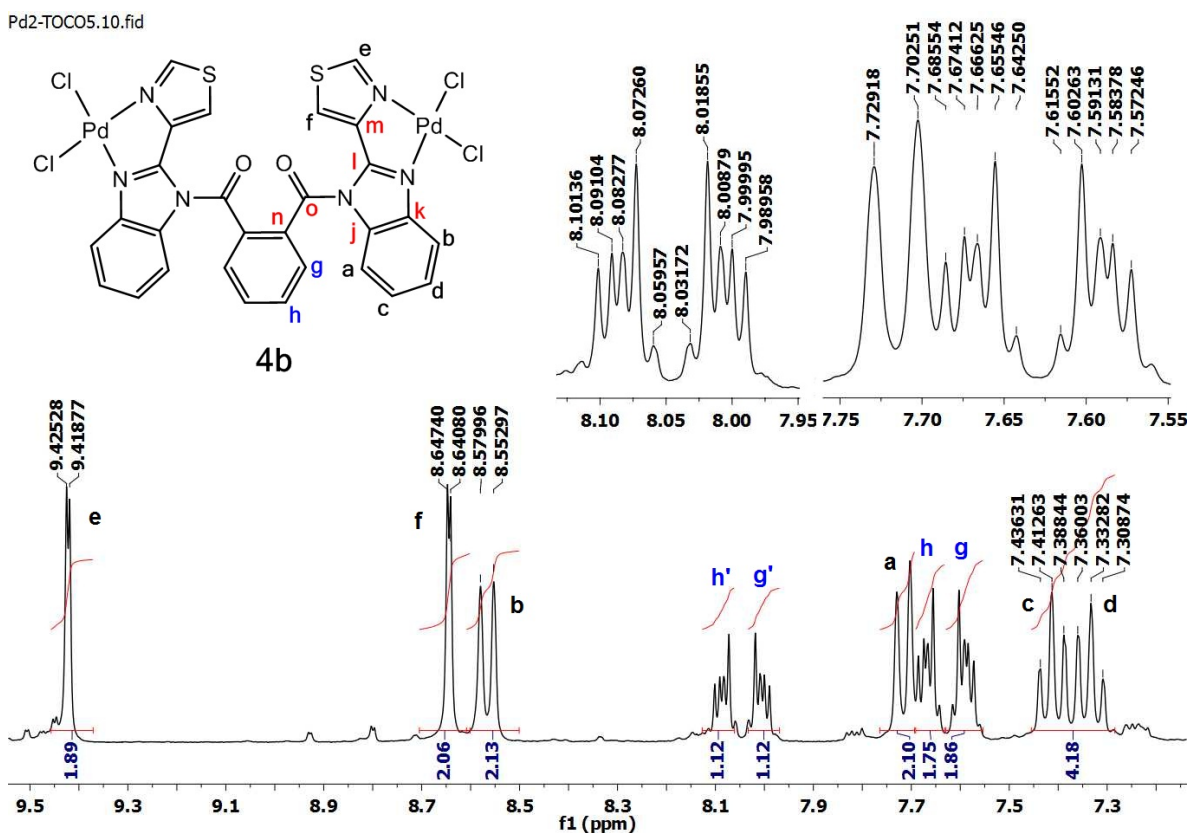 Pd2-TOCO5.10.fid
S
e
S
Cl
N
f
N
Cl
Pd
m
Pd
Cl
O
O
l
Cl
N
N
o
N
N
n
k
j
b
g
a
d
h
c
4b
8.10136
8.09104
8.08277
8.07260
8.05957
8.03172
8.01855
8.00879
7.99995
7.98958
8.10 8.05 8.00 7.95
7.72918
7.70251
7.68554
7.67412
7.66625
7.65546
7.64250
7.61552
7.60263
7.59131
7.58378
7.57246
7.75 7.70 7.65 7.60 7.55
9.42528
9.41877
8.64740
8.64080
8.57996
8.55297
7.43631
7.41263
7.38844
7.36003
7.33282
7.30874
e f b h' g' a h g c d
1.89 2.06 2.13 1.12 1.12 2.10 1.75 1.86 4.18
9.5 9.3 9.1 8.9 8.7 8.5 8.3 8.1 7.9 7.7 7.5 7.3
f1 (ppm)